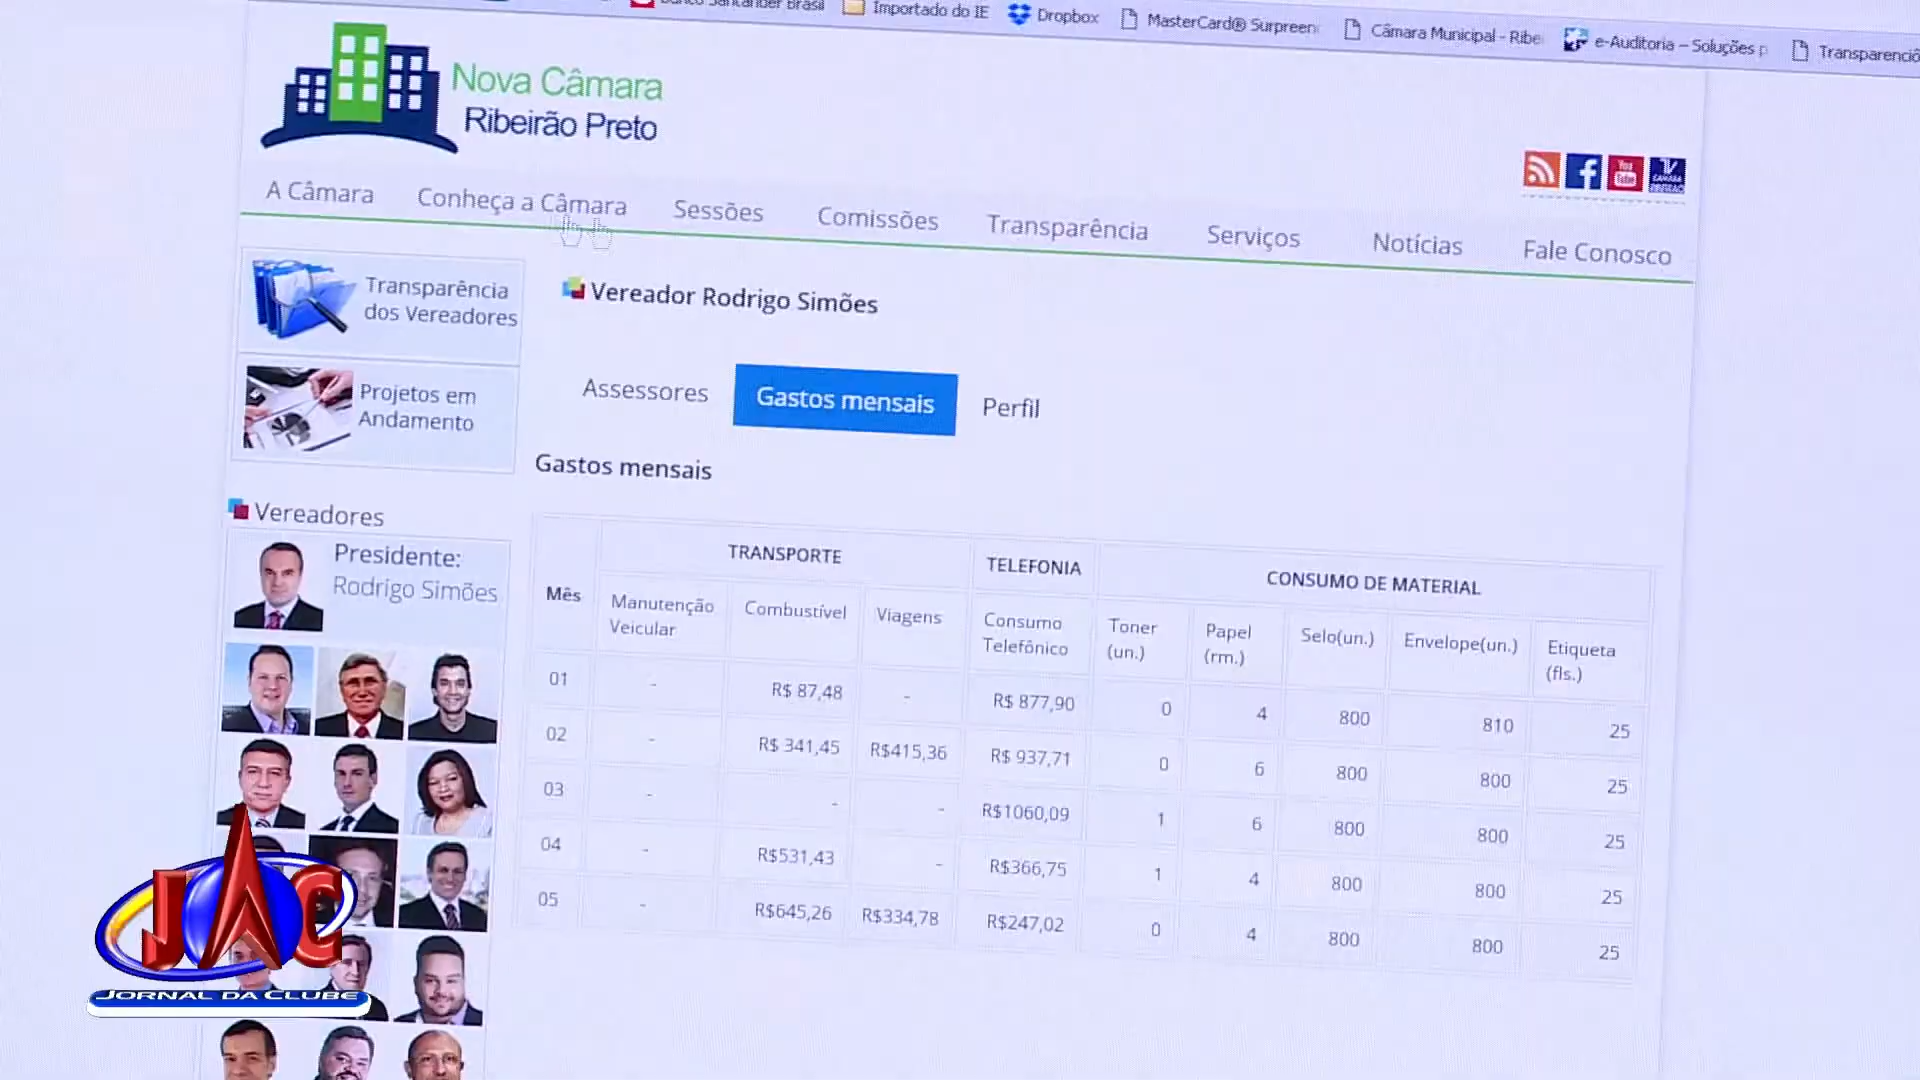 Importado do IE
Dropbox
MasterCard® Surpreen
Câmara Municipal - Ribe
e-Auditoria – Soluções p
Nova Câmara
Ribeirão Preto
You
Tube
A Câmara
Conheça a Câmara
Sessões
Comissões
Transparência
Serviços
Notícias
Fale Conosco
Transparência
dos Vereadores
Projetos em
Andamento
Vereador Rodrigo Simões
Assessores
Gastos mensais
Perfil
Gastos mensais
Vereadores
Presidente:
Rodrigo Simões
TRANSPORTE
TELEFONIA
CONSUMO DE MATERIAL
Mês
Manutenção
Veicular
Combustível
Viagens
Consumo
Telefônico
Toner
(un.)
Papel
(rm.)
Selo(un.)
Envelope(un.)
Etiqueta
(fls.)
01 - R$ 87,48 - R$ 877,90 0 4 800 810 25
02 - R$ 341,45 R$415,36 R$ 937,71 0 6 800 800 25
03 - - - R$1060,09 1 6 800 800 25
04 - R$531,43 - R$366,75 1 4 800 800 25
05 - R$645,26 R$334,78 R$247,02 0 4 800 800 25
JAC
JORNAL DA CLUBE